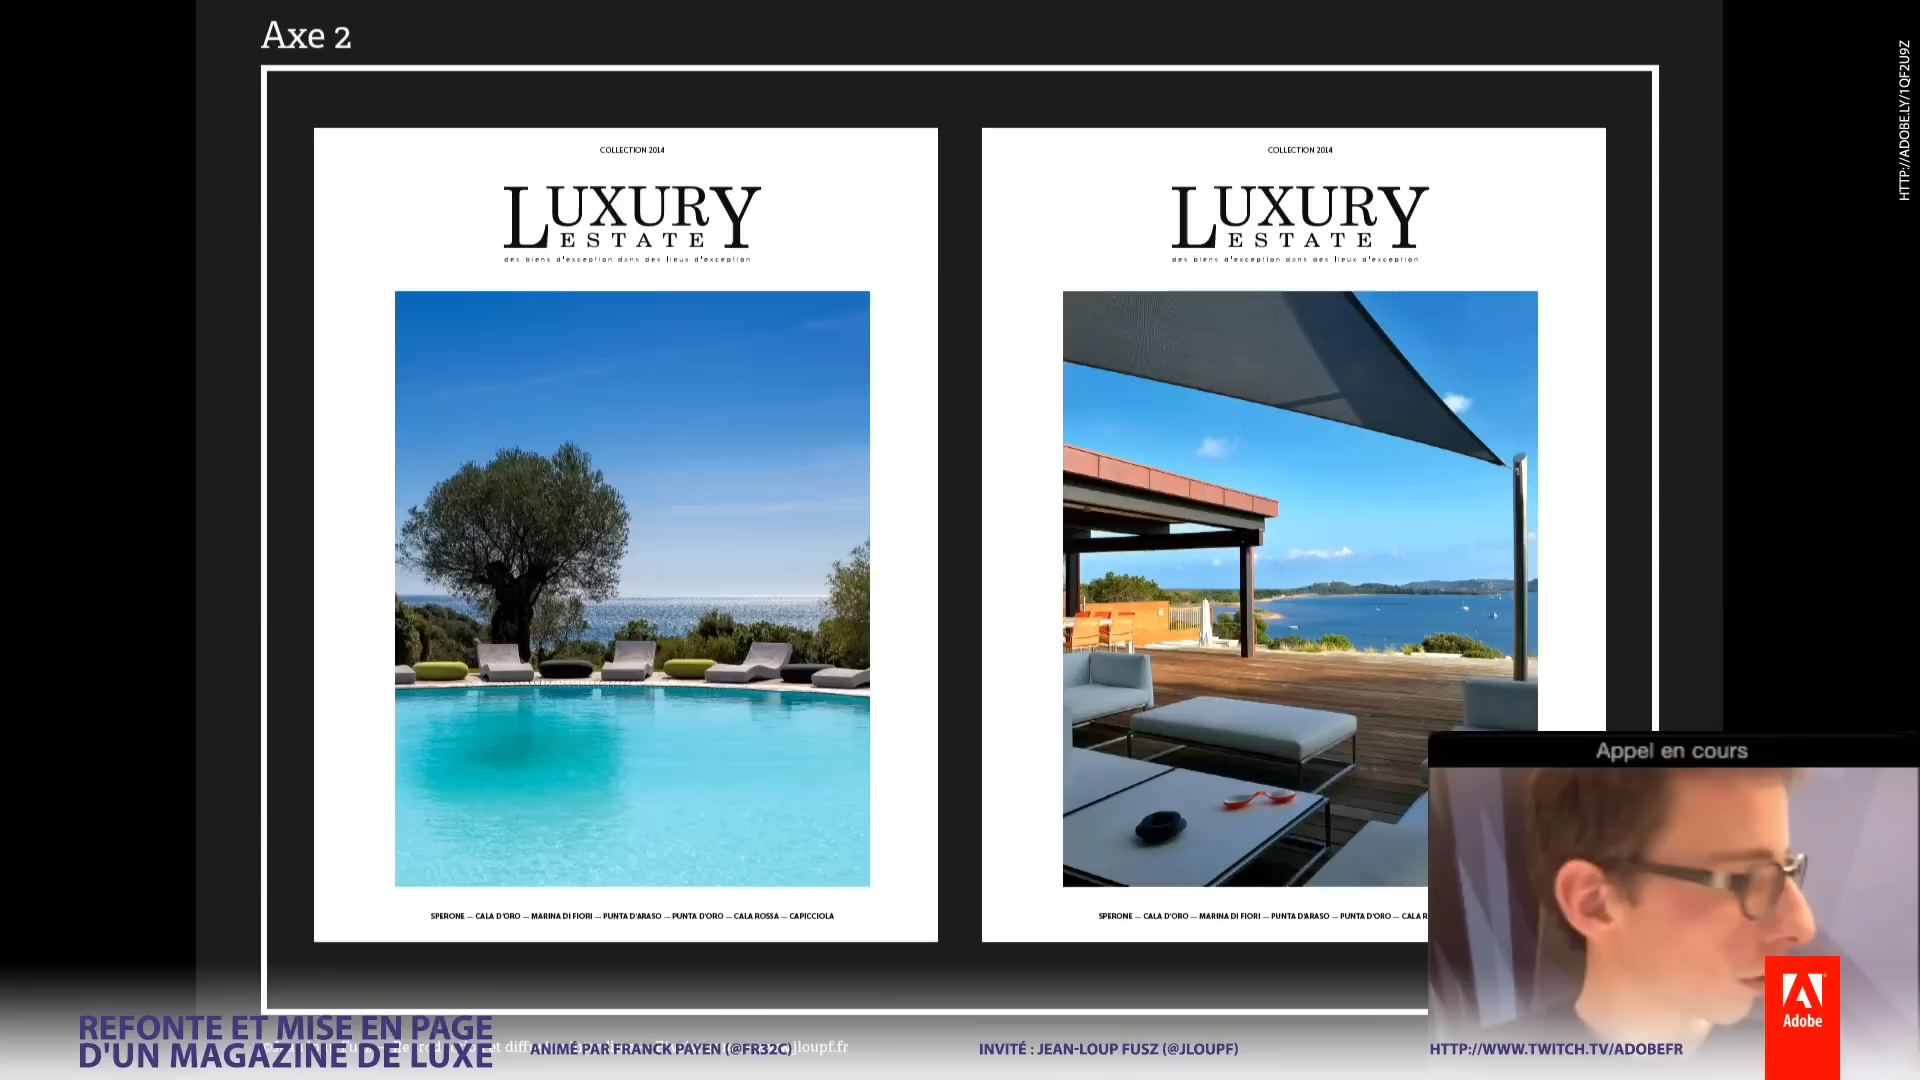 Axe 2
HTTP://ADOBE.LY/1QF2U9Z
COLLECTION 2014
LUXURY
ESTATE
des biens d'exception dans des lieux d'exception
SPERONE — CALA D'ORO — MARINA DI FIORI — PUNTA D'ARASO — PUNTA D'ORO — CALA ROSSA — CAPICCIOLA
COLLECTION 2014
LUXURY
ESTATE
des biens d'exception dans des lieux d'exception
SPERONE — CALA D'ORO — MARINA DI FIORI — PUNTA D'ARASO — PUNTA D'ORO — CALA R
Appel en cours
Adobe
REFONTE ET MISE EN PAGE
D'UN MAGAZINE DE LUXE
ANIMÉ PAR FRANCK PAYEN (@FR32C)
jloupf.fr
INVITÉ : JEAN-LOUP FUSZ (@JLOUPF)
HTTP://WWW.TWITCH.TV/ADOBEFR